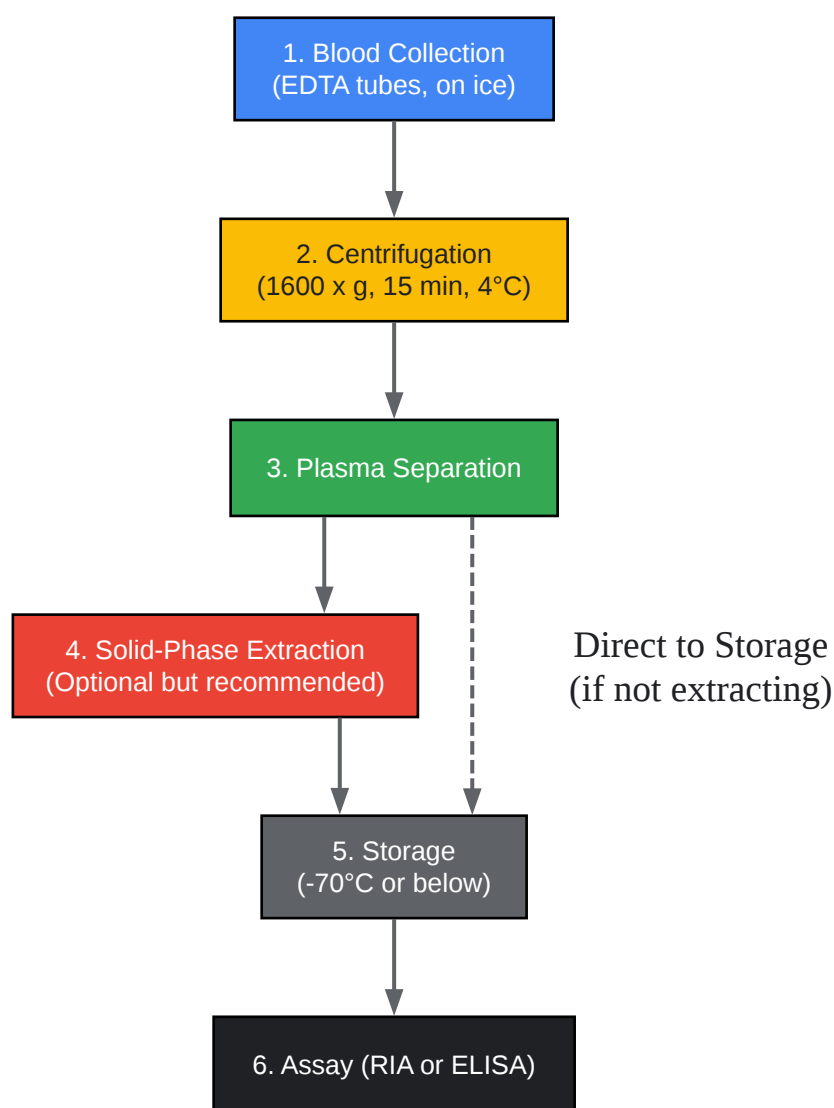 1. Blood Collection
(EDTA tubes, on ice)
2. Centrifugation
(1600 x g, 15 min, 4°C)
3. Plasma Separation
4. Solid-Phase Extraction
(Optional but recommended)
Direct to Storage
(if not extracting)
5. Storage
(-70°C or below)
6. Assay (RIA or ELISA)